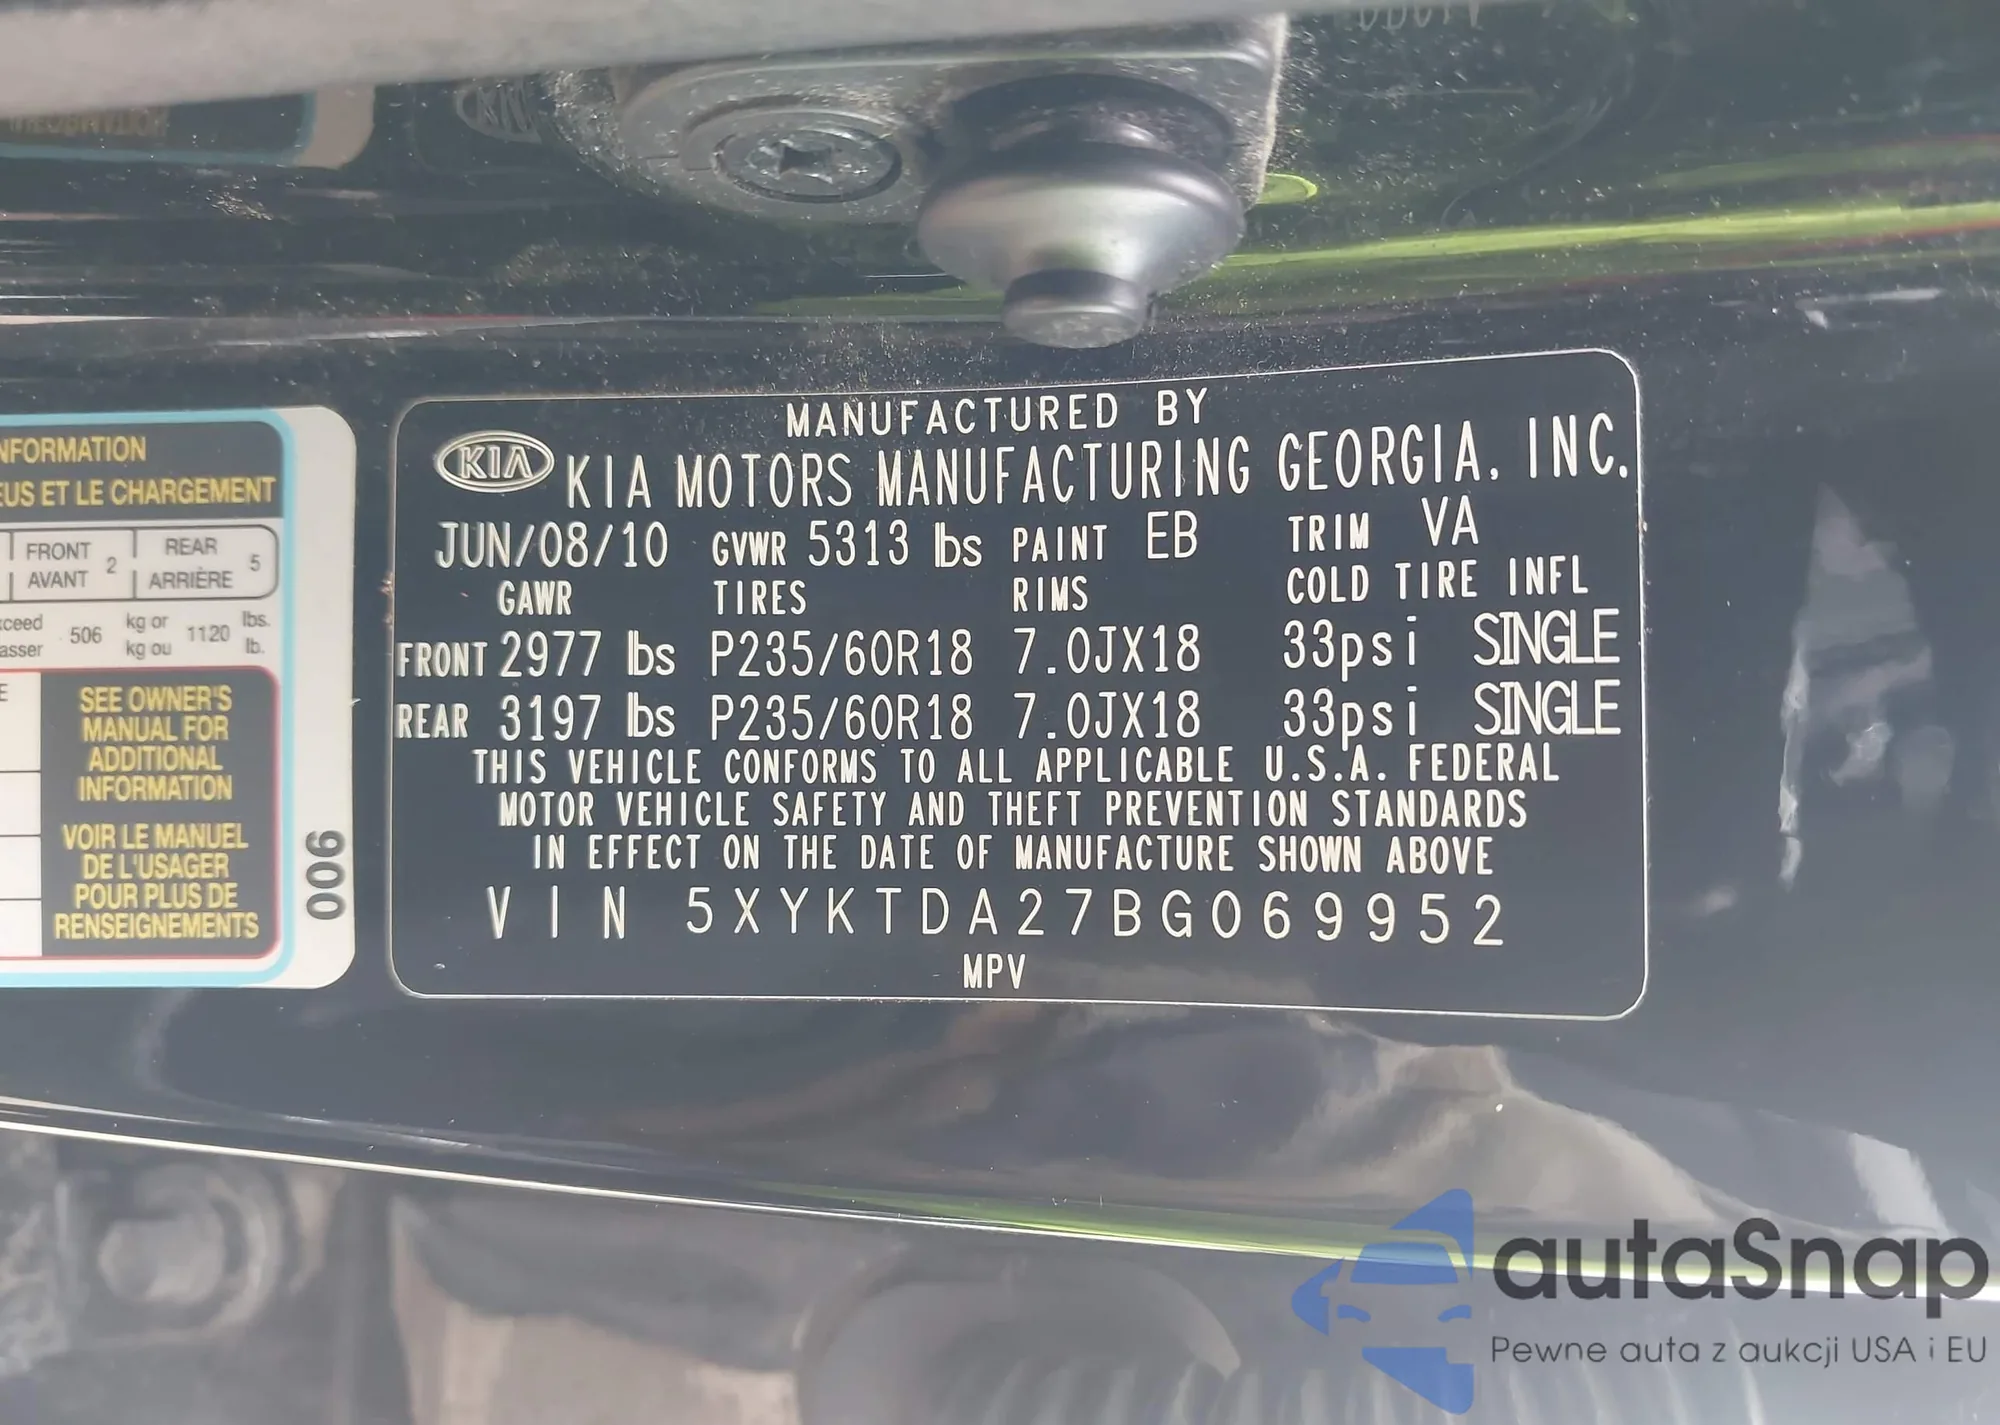 NFORMATION
EUS ET LE CHARGEMENT
FRONT AVANT 2 REAR ARRIÈRE 5
xceed asser 506 kg or kg ou 1120 lbs. lb.
SEE OWNER'S
MANUAL FOR
ADDITIONAL
INFORMATION
VOIR LE MANUEL
DE L'USAGER
POUR PLUS DE
RENSEIGNEMENTS
006
MANUFACTURED BY
KIA KIA MOTORS MANUFACTURING GEORGIA, INC.
JUN/08/10 GVWR 5313 lbs PAINT EB TRIM VA
GAWR TIRES RIMS COLD TIRE INFL
FRONT 2977 lbs P235/60R18 7.0JX18 33psi SINGLE
REAR 3197 lbs P235/60R18 7.0JX18 33psi SINGLE
THIS VEHICLE CONFORMS TO ALL APPLICABLE U.S.A. FEDERAL
MOTOR VEHICLE SAFETY AND THEFT PREVENTION STANDARDS
IN EFFECT ON THE DATE OF MANUFACTURE SHOWN ABOVE
VIN 5XYKTDA27BG069952
MPV
autaSnap
Pewne auta z aukcji USA i EU